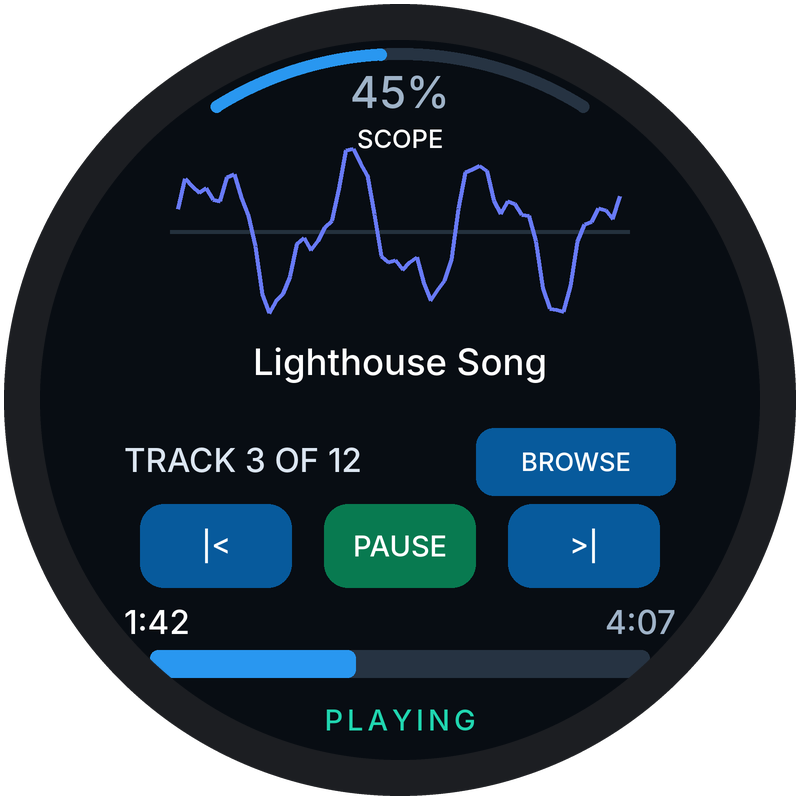 45%
SCOPE
Lighthouse Song
TRACK 3 OF 12 BROWSE
|< PAUSE >|
1:42 4:07
PLAYING